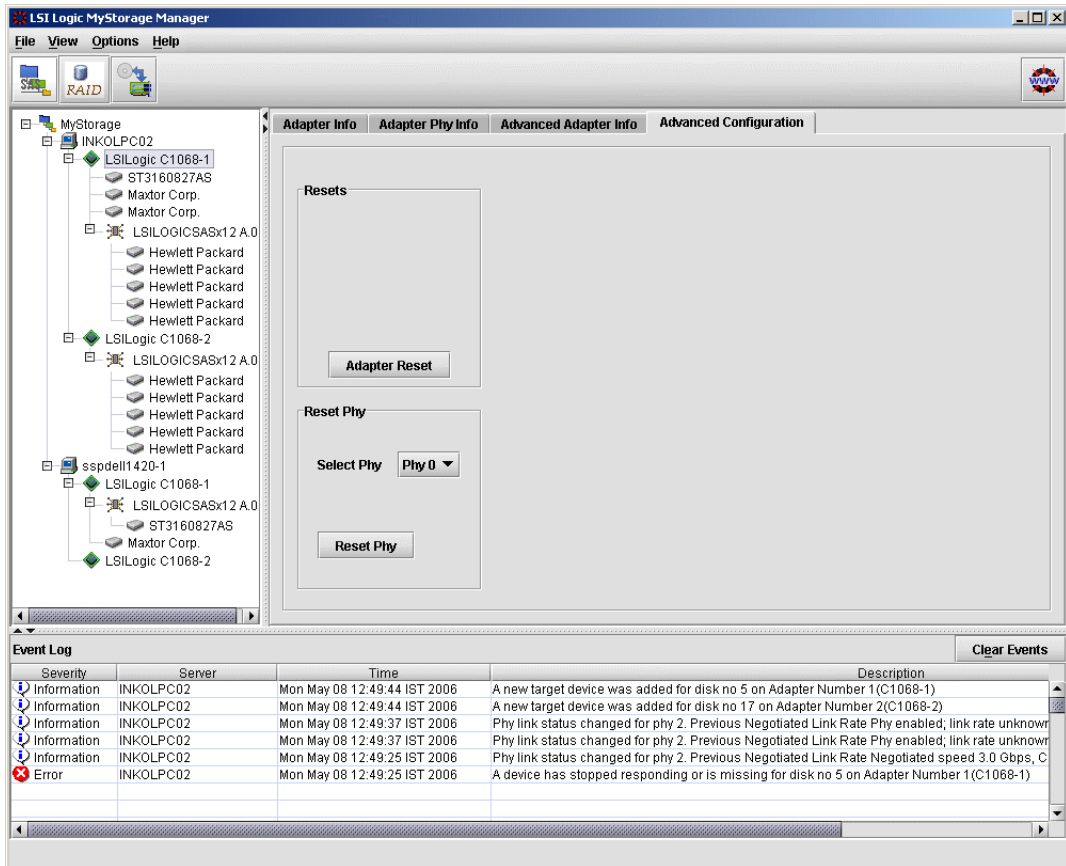 LSI Logic MyStorage Manager
File View Options Help
SAS RAID www
Adapter Info Adapter Phy Info Advanced Adapter Info Advanced Configuration
MyStorage
INKOLPC02
LSILogic C1068-1
ST3160827AS
Maxtor Corp.
Maxtor Corp.
LSILOGICSASx12 A.0
Hewlett Packard
Hewlett Packard
Hewlett Packard
Hewlett Packard
Hewlett Packard
LSILogic C1068-2
LSILOGICSASx12 A.0
Hewlett Packard
Hewlett Packard
Hewlett Packard
Hewlett Packard
Hewlett Packard
sspdell1420-1
LSILogic C1068-1
LSILOGICSASx12 A.0
ST3160827AS
Maxtor Corp.
LSILogic C1068-2
Resets
Adapter Reset
Reset Phy
Select Phy Phy 0
Reset Phy
Event Log Clear Events
Severity Server Time Description
Information INKOLPC02 Mon May 08 12:49:44 IST 2006 A new target device was added for disk no 5 on Adapter Number 1(C1068-1)
Information INKOLPC02 Mon May 08 12:49:44 IST 2006 A new target device was added for disk no 17 on Adapter Number 2(C1068-2)
Information INKOLPC02 Mon May 08 12:49:37 IST 2006 Phy link status changed for phy 2. Previous Negotiated Link Rate Phy enabled; link rate unknown
Information INKOLPC02 Mon May 08 12:49:37 IST 2006 Phy link status changed for phy 2. Previous Negotiated Link Rate Phy enabled; link rate unknown
Information INKOLPC02 Mon May 08 12:49:25 IST 2006 Phy link status changed for phy 2. Previous Negotiated Link Rate Negotiated speed 3.0 Gbps, C
Error INKOLPC02 Mon May 08 12:49:25 IST 2006 A device has stopped responding or is missing for disk no 5 on Adapter Number 1(C1068-1)